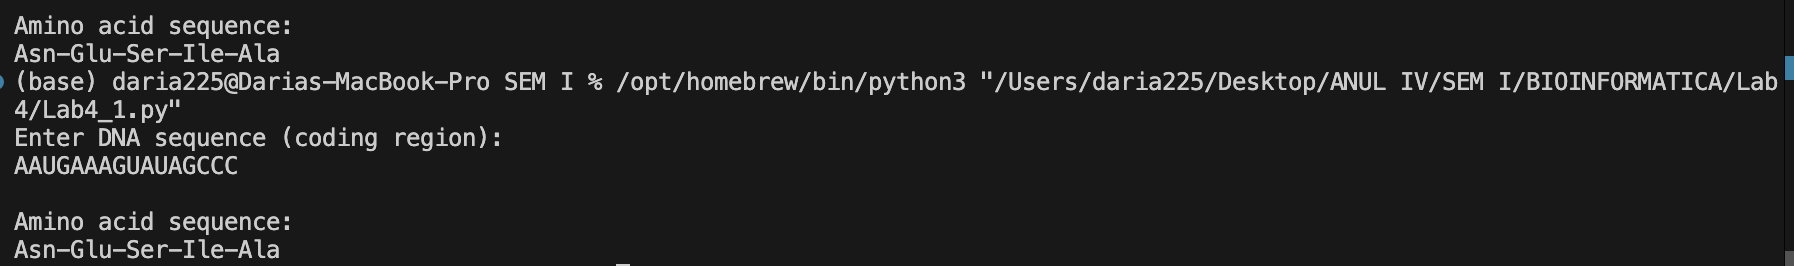 Amino acid sequence:
Asn-Glu-Ser-Ile-Ala
(base) daria225@Darias-MacBook-Pro SEM I % /opt/homebrew/bin/python3 "/Users/daria225/Desktop/ANUL IV/SEM I/BIOINFORMATICA/Lab
4/Lab4_1.py"
Enter DNA sequence (coding region):
AAUGAAAGUAUAGCCC
Amino acid sequence:
Asn-Glu-Ser-Ile-Ala